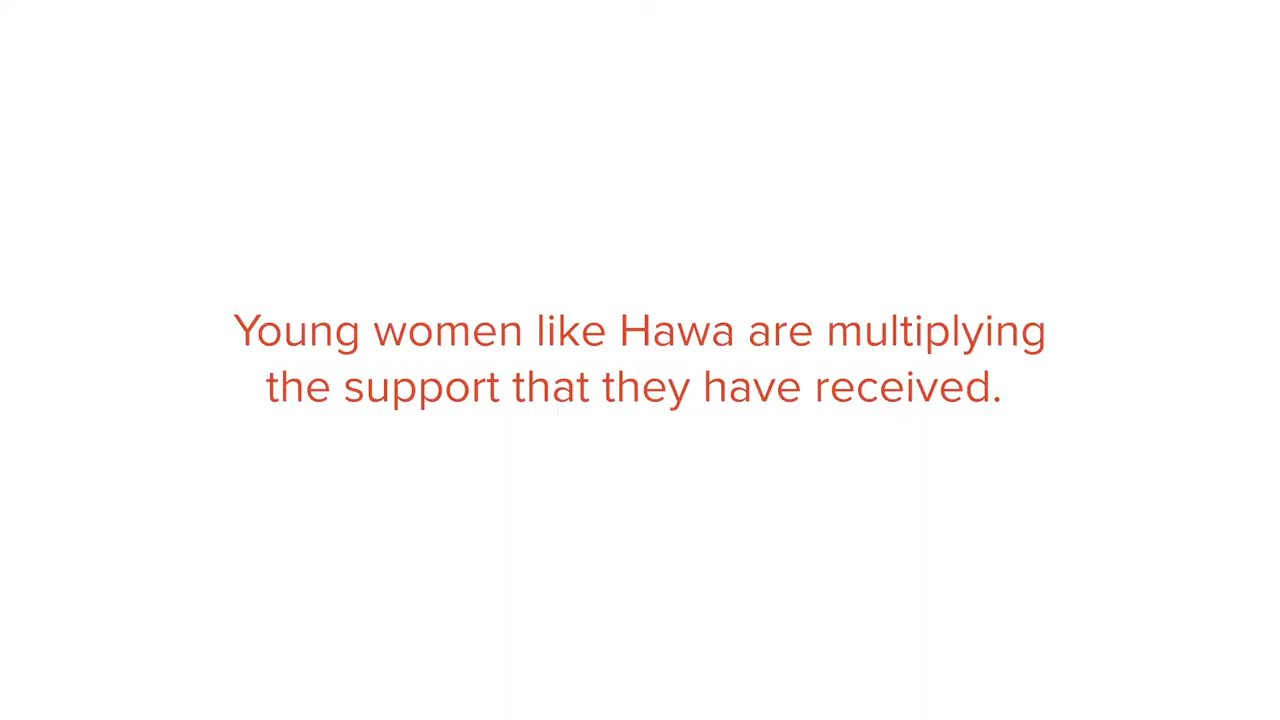 Young women like Hawa are multiplying
the support that they have received.